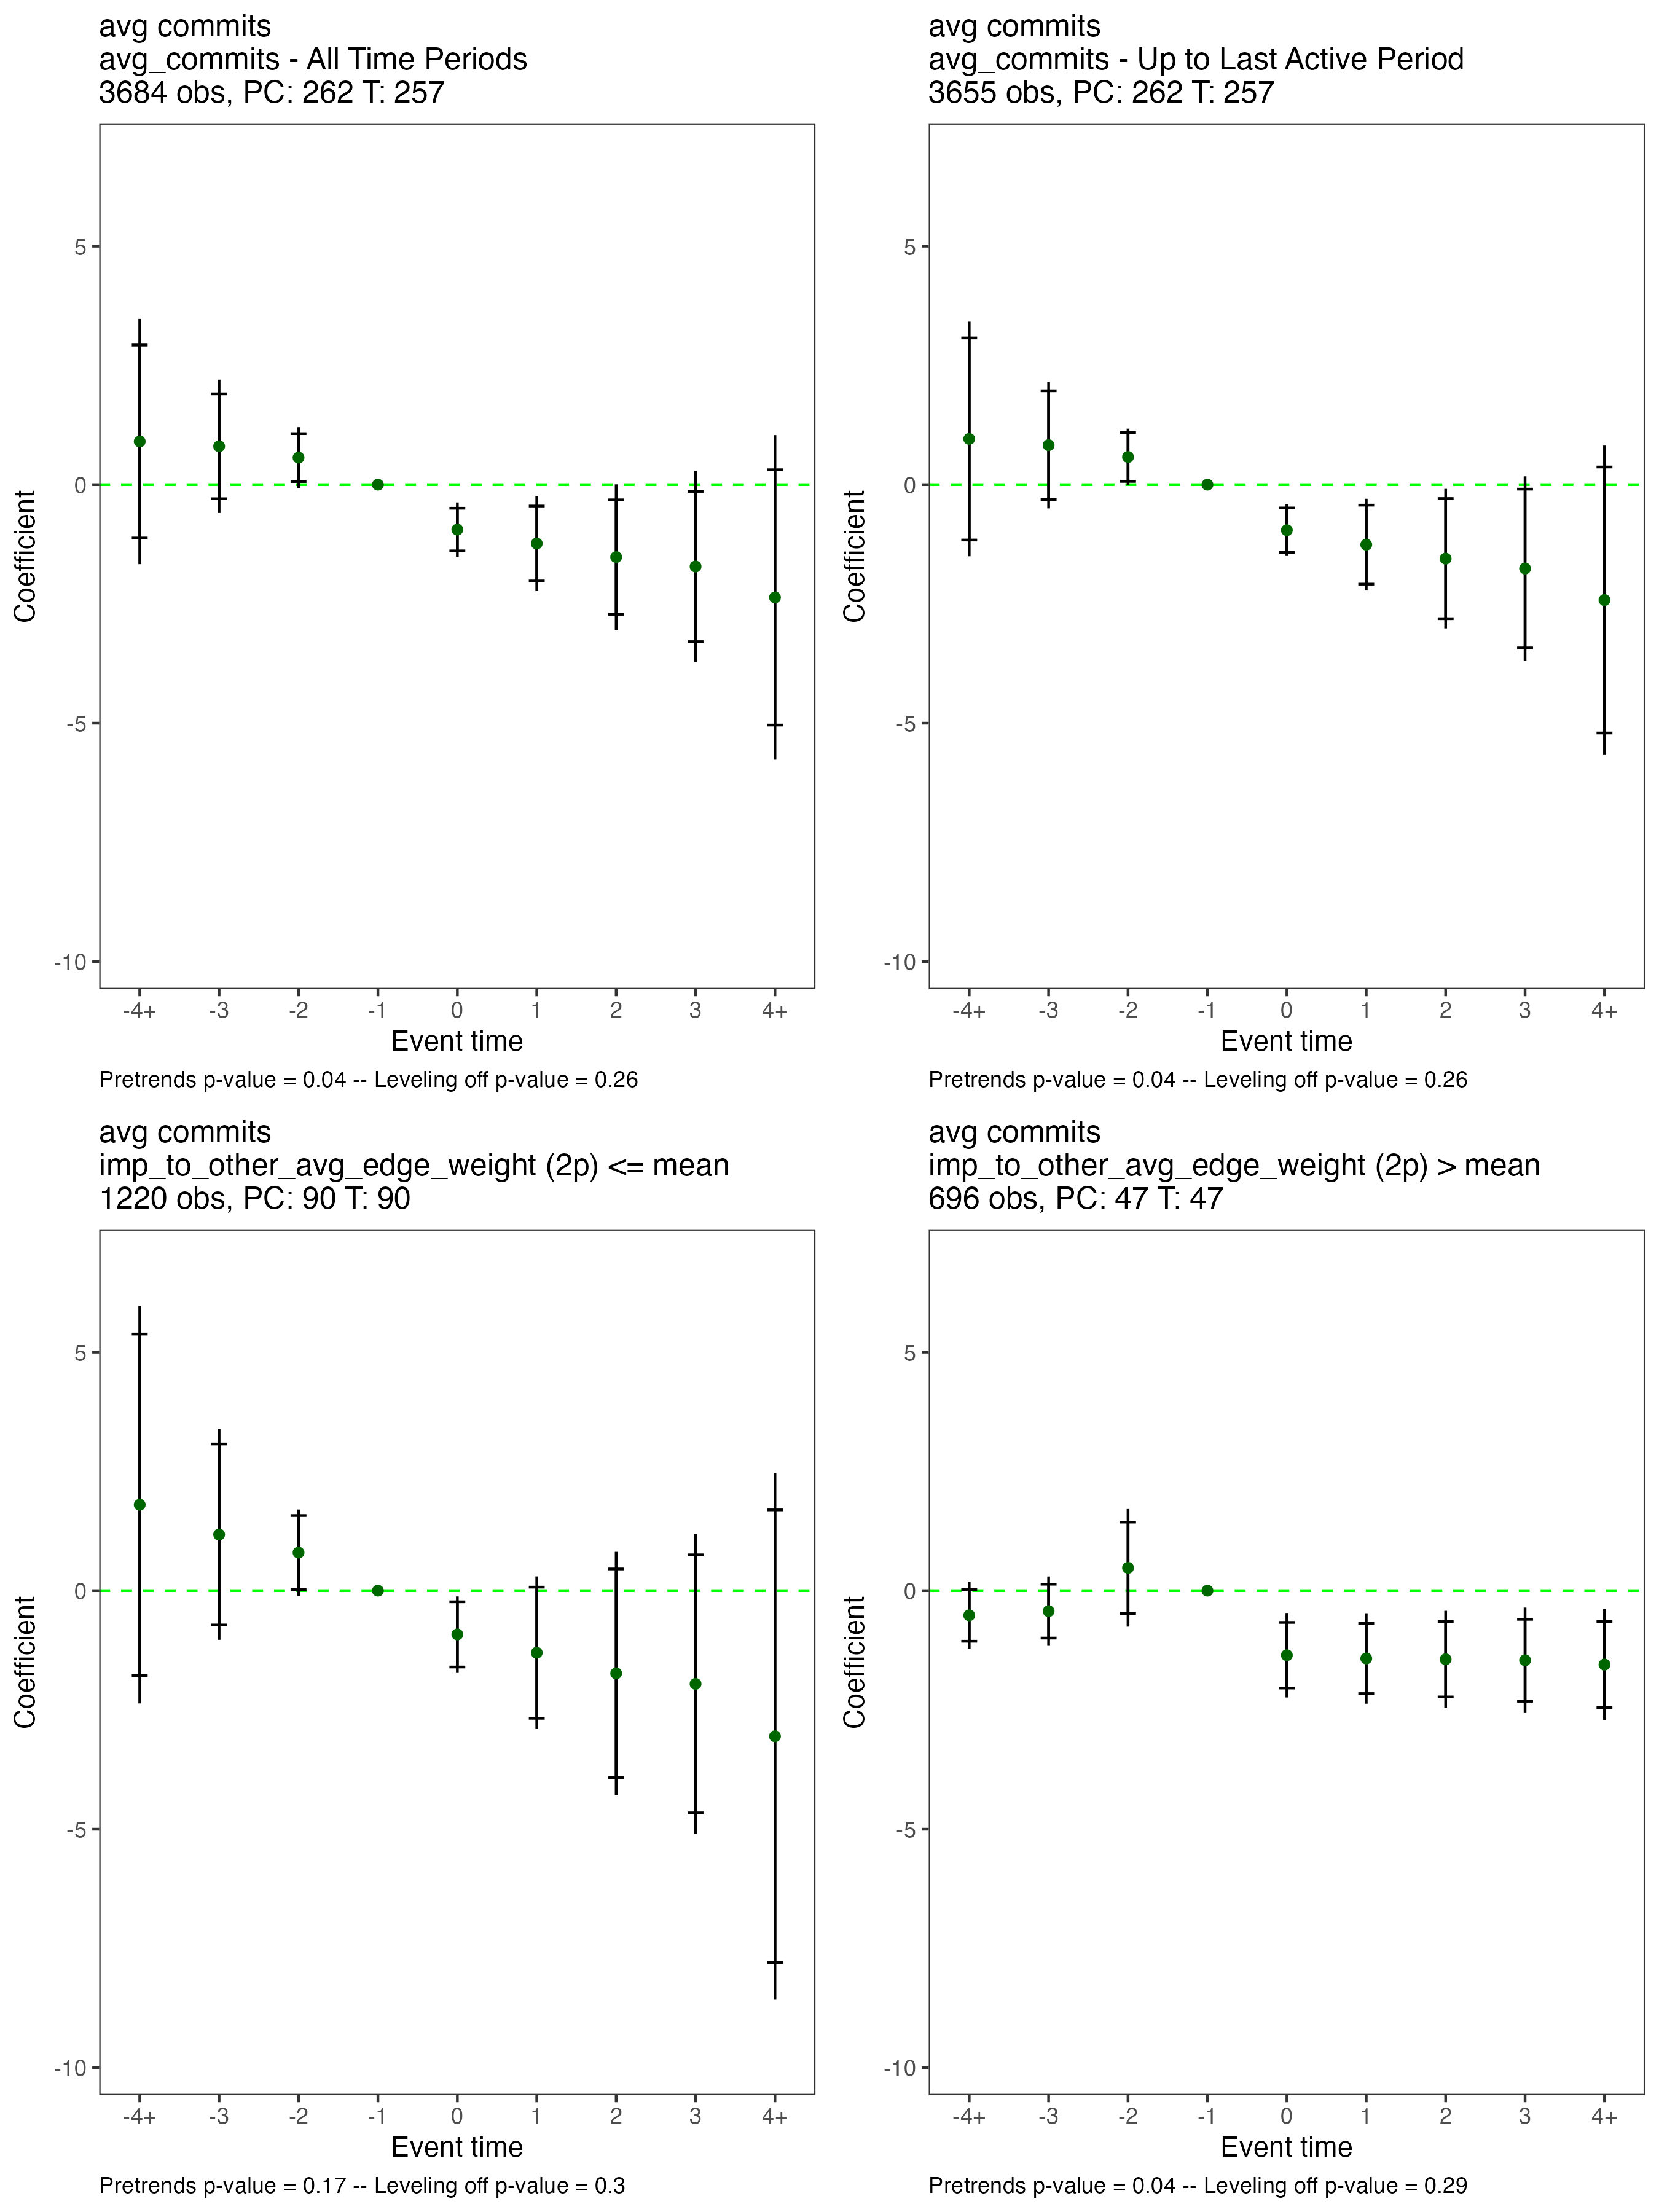 avg commits
avg_commits - All Time Periods
3684 obs, PC: 262 T: 257
Coefficient
5
0
-5
-10
-4+ -3 -2 -1 0 1 2 3 4+
Event time
Pretrends p-value = 0.04 -- Leveling off p-value = 0.26
avg commits
avg_commits - Up to Last Active Period
3655 obs, PC: 262 T: 257
Coefficient
5
0
-5
-10
-4+ -3 -2 -1 0 1 2 3 4+
Event time
Pretrends p-value = 0.04 -- Leveling off p-value = 0.26
avg commits
imp_to_other_avg_edge_weight (2p) <= mean
1220 obs, PC: 90 T: 90
Coefficient
5
0
-5
-10
-4+ -3 -2 -1 0 1 2 3 4+
Event time
Pretrends p-value = 0.17 -- Leveling off p-value = 0.3
avg commits
imp_to_other_avg_edge_weight (2p) > mean
696 obs, PC: 47 T: 47
Coefficient
5
0
-5
-10
-4+ -3 -2 -1 0 1 2 3 4+
Event time
Pretrends p-value = 0.04 -- Leveling off p-value = 0.29